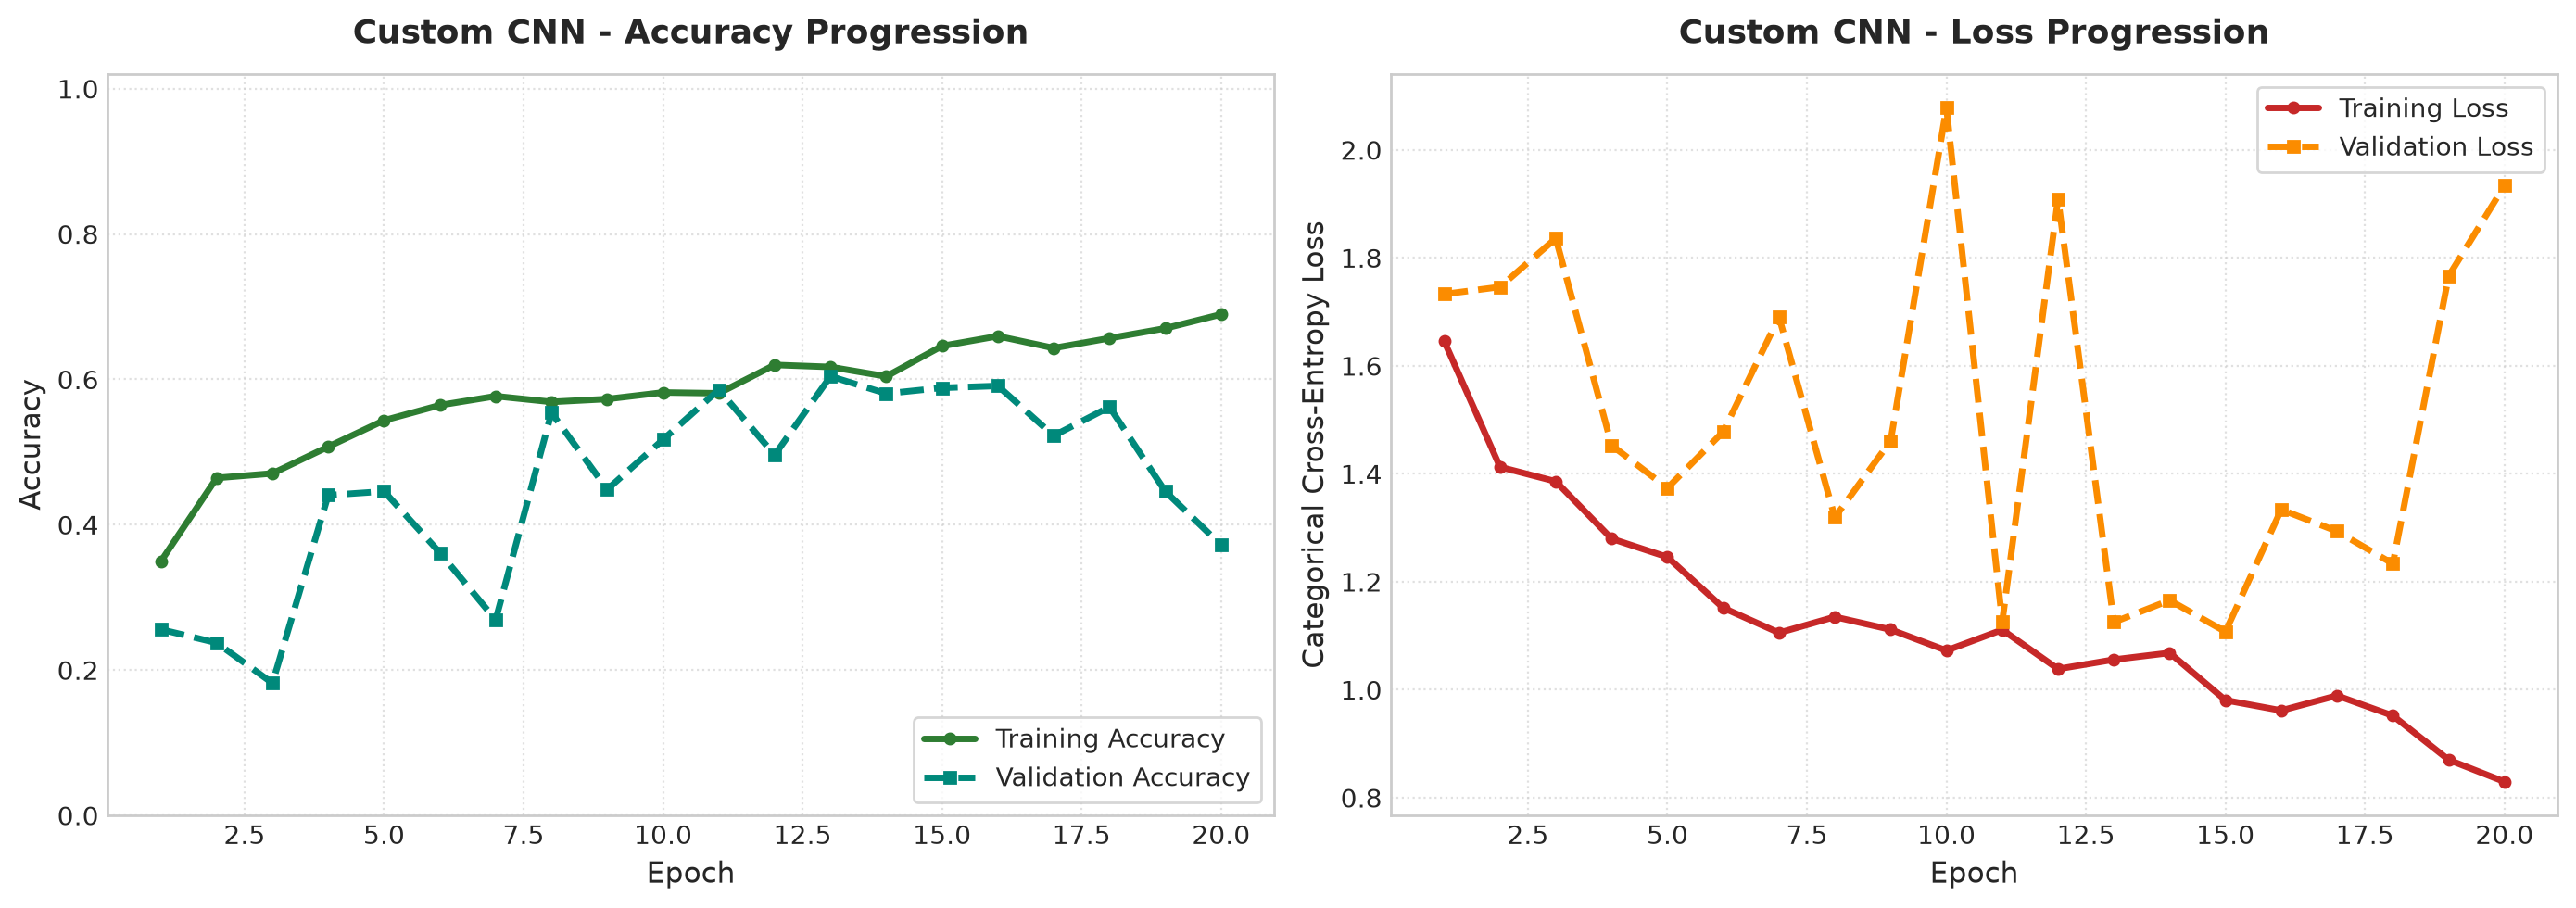 Custom CNN - Accuracy Progression
Accuracy
1.0
0.8
0.6
0.4
0.2
0.0
2.5 5.0 7.5 10.0 12.5 15.0 17.5 20.0
Epoch
Training Accuracy
Validation Accuracy
Custom CNN - Loss Progression
Categorical Cross-Entropy Loss
2.0
1.8
1.6
1.4
1.2
1.0
0.8
2.5 5.0 7.5 10.0 12.5 15.0 17.5 20.0
Epoch
Training Loss
Validation Loss